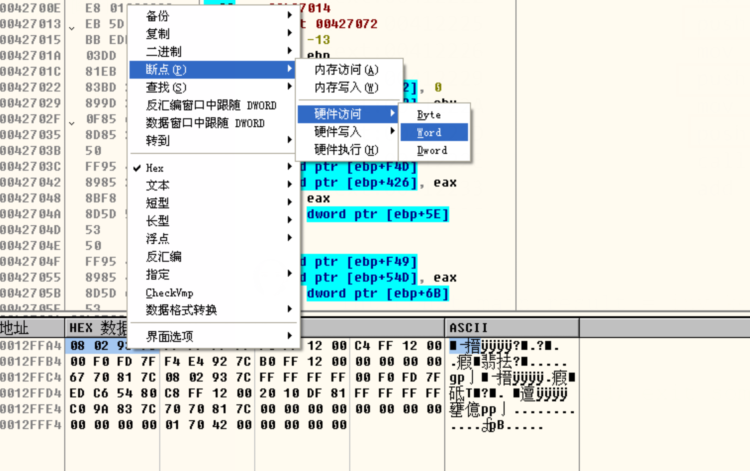 0042700E E8 01
00427014
00427013 EB 5D
00427072
00427015 BB ED
-13
0042701A 03DD
ebp
0042701C 81EB
00427022 83BD
2], 0
00427029 899D
0042702F 0F85
00427035 8D85
0042703B 50
0042703C FF95
d ptr [ebp+F4D]
00427042 8985
d ptr [ebp+426], eax
00427048 8BF8
eax
0042704A 8D5D
dword ptr [ebp+5E]
0042704D 53
0042704E 50
0042704F FF95
d ptr [ebp+F49]
00427055 8985
d ptr [ebp+54D], eax
0042705B 8D5D
dword ptr [ebp+6B]
0042705E 53
备份
复制
二进制
断点(P)
查找(S)
反汇编窗口中跟随 DWORD
数据窗口中跟随 DWORD
转到
Hex
文本
短型
长型
浮点
反汇编
指定
CheckVmp
数据格式转换
界面选项
内存访问(A)
内存写入(W)
硬件访问
硬件写入
硬件执行(H)
Byte
Word
Dword
地址 HEX 数据 ASCII
0012FFA4 08 02 12 00 C4 FF 12 00
0012FFB4 00 F0 FD 7F F4 E4 92 7C B0 FF 12 00 00 00 00 00
0012FFC4 67 70 81 7C 08 02 93 7C FF FF FF FF 00 F0 FD 7F
0012FFD4 ED C6 54 80 C8 FF 12 00 20 10 DF 81 FF FF FF FF
0012FFE4 C0 9A 83 7C 70 70 81 7C 00 00 00 00 00 00 00 00
0012FFF4 00 00 00 00 01 70 42 00 00 00 00 00